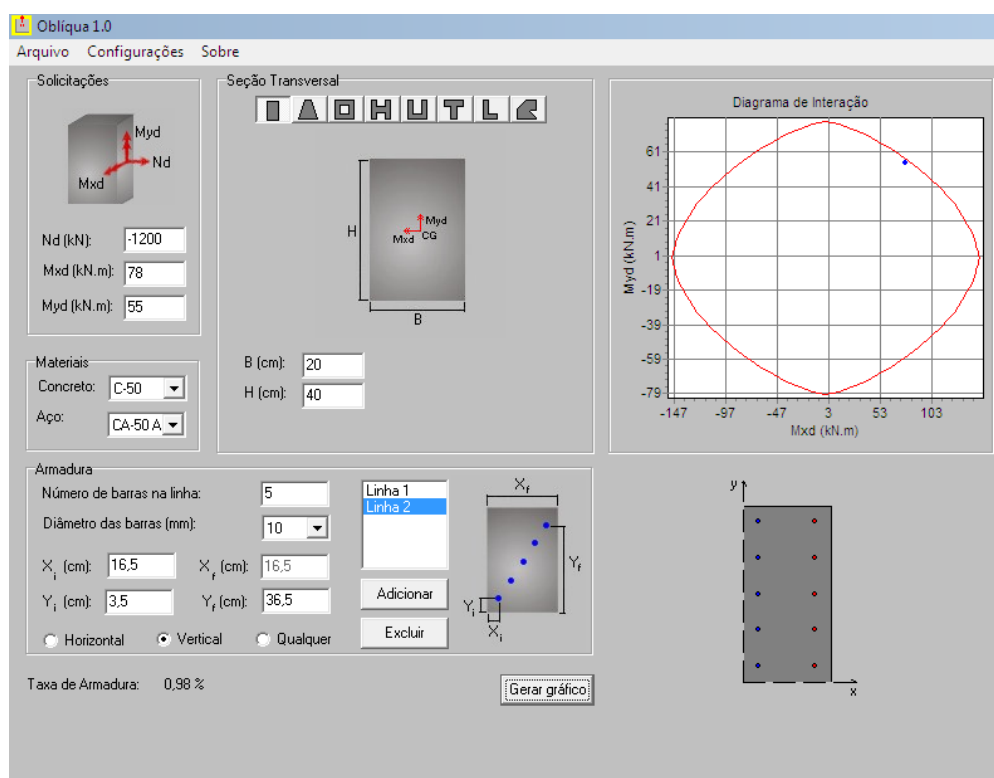 Oblíqua 1.0
Arquivo Configurações Sobre
Solicitações
Myd
Nd
Mxd
Nd (kN): -1200
Mxd (kN.m): 78
Myd (kN.m): 55
Materiais
Concreto: C-50
Aço: CA-50 A
Seção Transversal
H
Myd
Mxd CG
B
B (cm): 20
H (cm): 40
Diagrama de Interação
Myd (kN.m)
61
41
21
1
-19
-39
-59
-79
-147 -97 -47 3 53 103
Mxd (kN.m)
Armadura
Número de barras na linha: 5
Diâmetro das barras (mm): 10
Xi (cm): 16,5 Xf (cm): 16,5
Yi (cm): 3,5 Yf (cm): 36,5
Horizontal Vertical Qualquer
Linha 1
Linha 2
Adicionar
Excluir
Xf
Yf
Yi
Xi
Taxa de Armadura: 0,98 %
Gerar gráfico
y
x